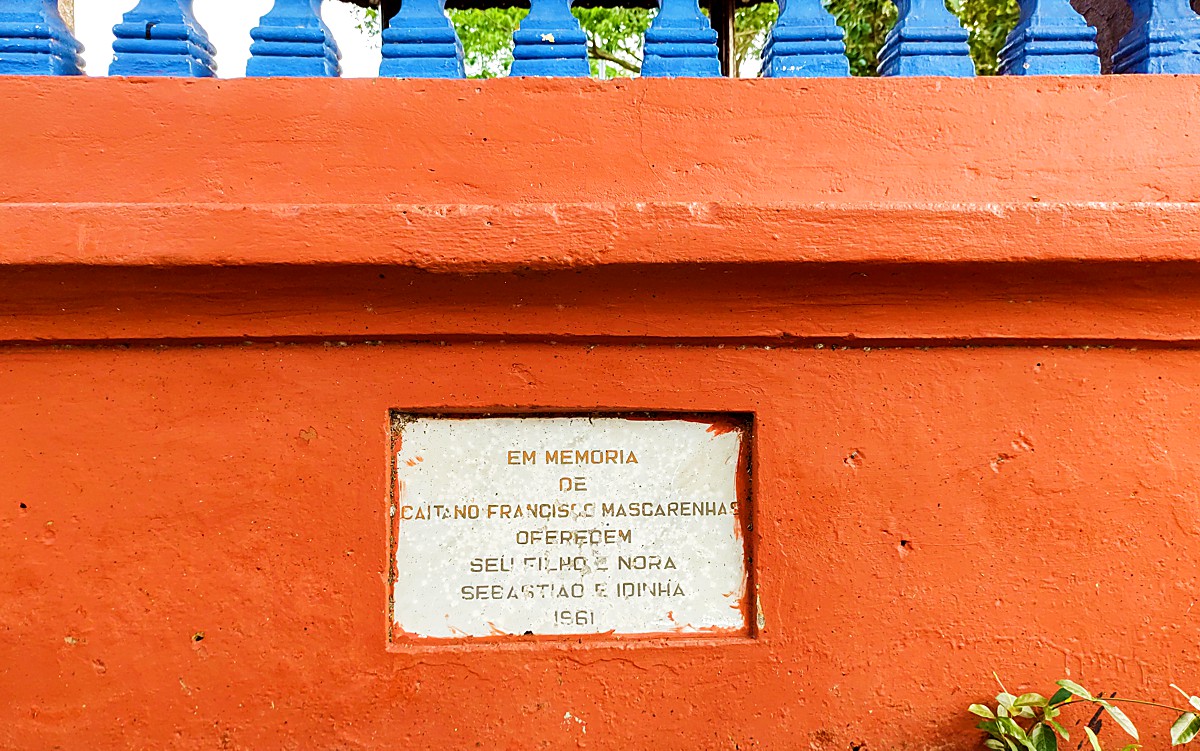 EM MEMORIA
DE
CAITANO FRANCISCO MASCARENHAS
OFERECEM
SEU FILHO E NORA
SEBASTIAO E IDINHA
1961